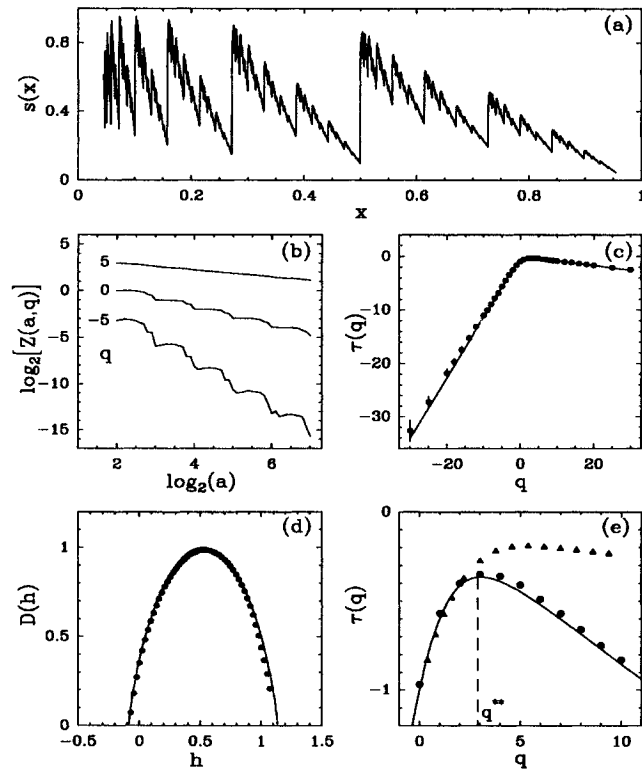 (a)
s(x)
0.8
0.4
0
0 0.2 0.4 0.6 0.8 1
x
(b)
log₂[Z(a,q)]
5
0
−5
−10
−15
5
0
−5
q
2 4 6
log₂(a)
(c)
τ(q)
0
−10
−20
−30
−20 0 20
q
(d)
D(h)
1
0.5
0
−0.5 0 0.5 1 1.5
h
(e)
τ(q)
0
−1
q**
0 5 10
q